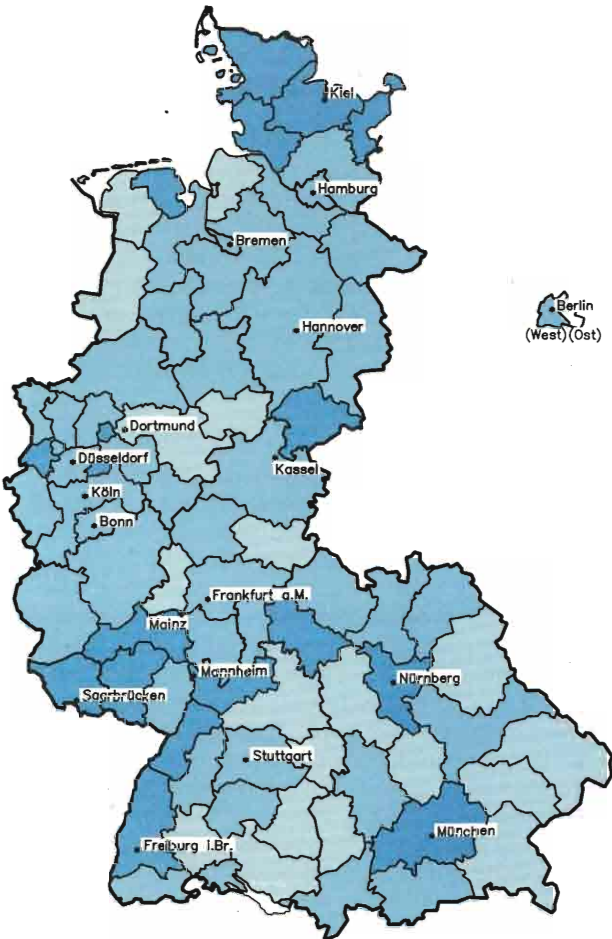 Kiel
Hamburg
Bremen
Berlin
(West) (Ost)
Hannover
Dortmund
Düsseldorf
Kassel
Köln
Bonn
Frankfurt a.M.
Mainz
Mannheim
Nürnberg
Saarbrücken
Stuttgart
München
Freiburg i.Br.